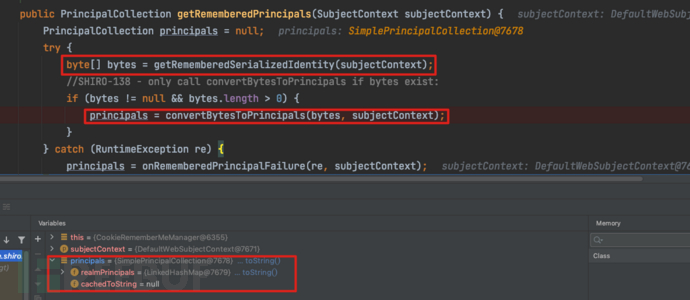 public PrincipalCollection getRememberedPrincipals(SubjectContext subjectContext) { subjectContext: DefaultWebSubje
PrincipalCollection principals = null; principals: SimplePrincipalCollection@7678
try {
byte[] bytes = getRememberedSerializedIdentity(subjectContext);
//SHIRO-138 - only call convertBytesToPrincipals if bytes exist:
if (bytes != null && bytes.length > 0) {
principals = convertBytesToPrincipals(bytes, subjectContext);
}
} catch (RuntimeException re) {
principals = onRememberedPrincipalFailure(re, subjectContext); subjectContext: DefaultWebSubjectContext@76
Variables
Memory
this = {CookieRememberMeManager@6355}
subjectContext = {DefaultWebSubjectContext@7671}
Class
.shiro
principals = {SimplePrincipalCollection@7678} ... toString()
realmPrincipals = {LinkedHashMap@7679} ... toString()
cachedToString = null